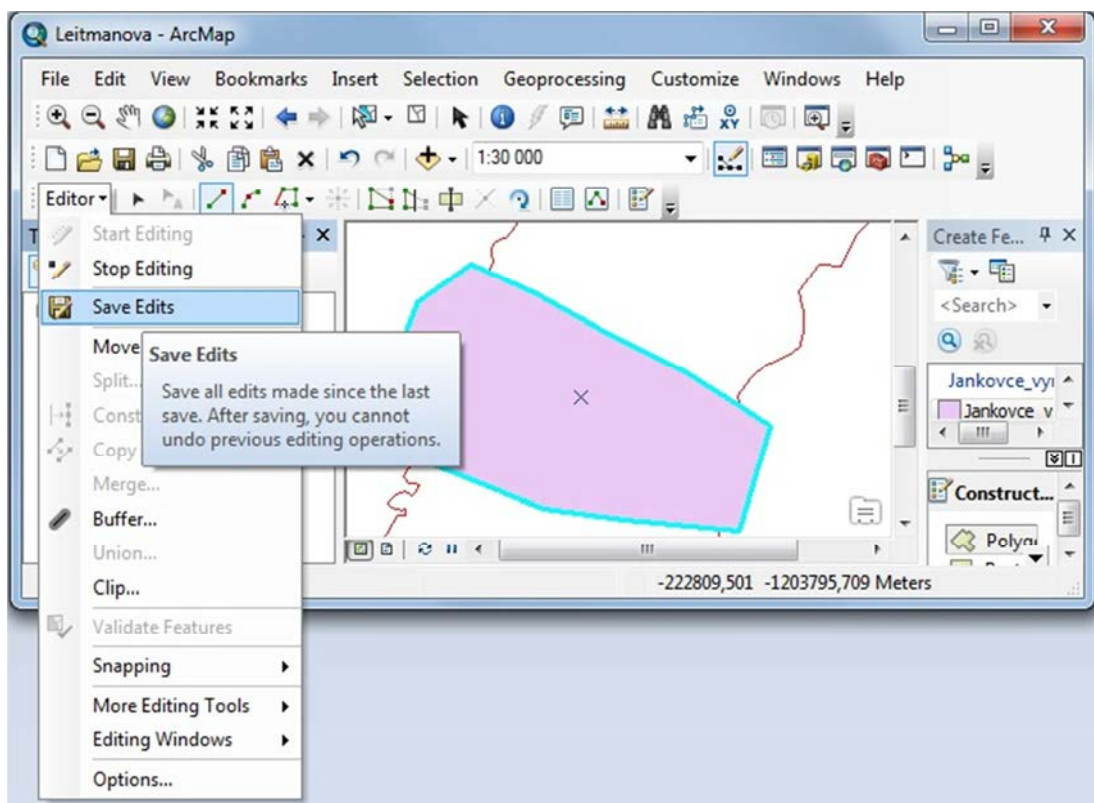 Leitmanova - ArcMap
File Edit View Bookmarks Insert Selection Geoprocessing Customize Windows Help
XY
1:30 000
Editor
T
Start Editing
Stop Editing
Save Edits
Move
Split...
Const
Copy
Merge...
Buffer...
Union...
Clip...
Validate Features
Snapping
More Editing Tools
Editing Windows
Options...
Save Edits
Save all edits made since the last
save. After saving, you cannot
undo previous editing operations.
Create Fe...
<Search>
Jankovce_vy
Jankovce v
Construct...
Polyg
-222809,501 -1203795,709 Meters